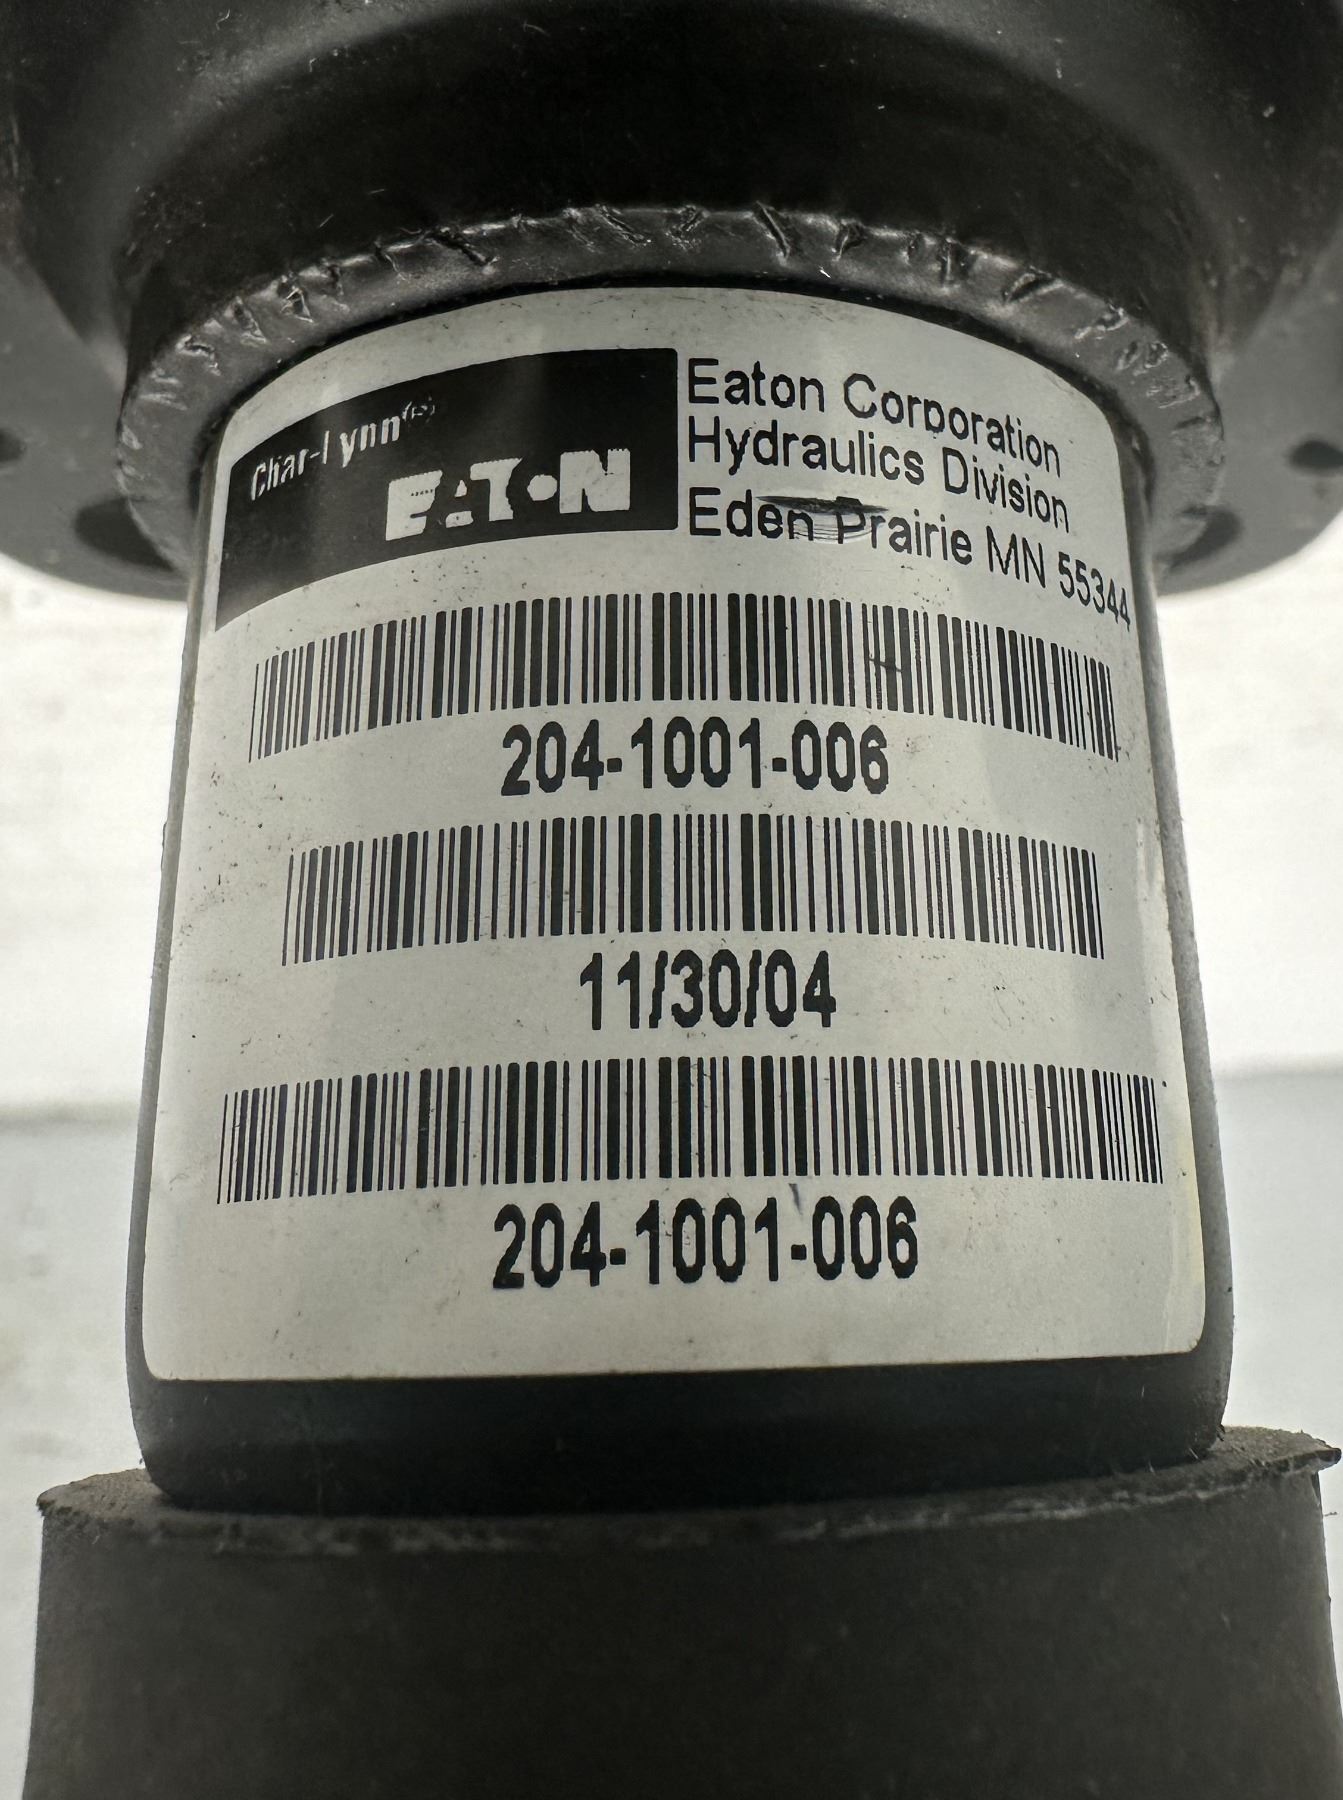 Char-Lynn(R)
EATON
Eaton Corporation
Hydraulics Division
Eden Prairie MN 55344
204-1001-006
11/30/04
204-1001-006